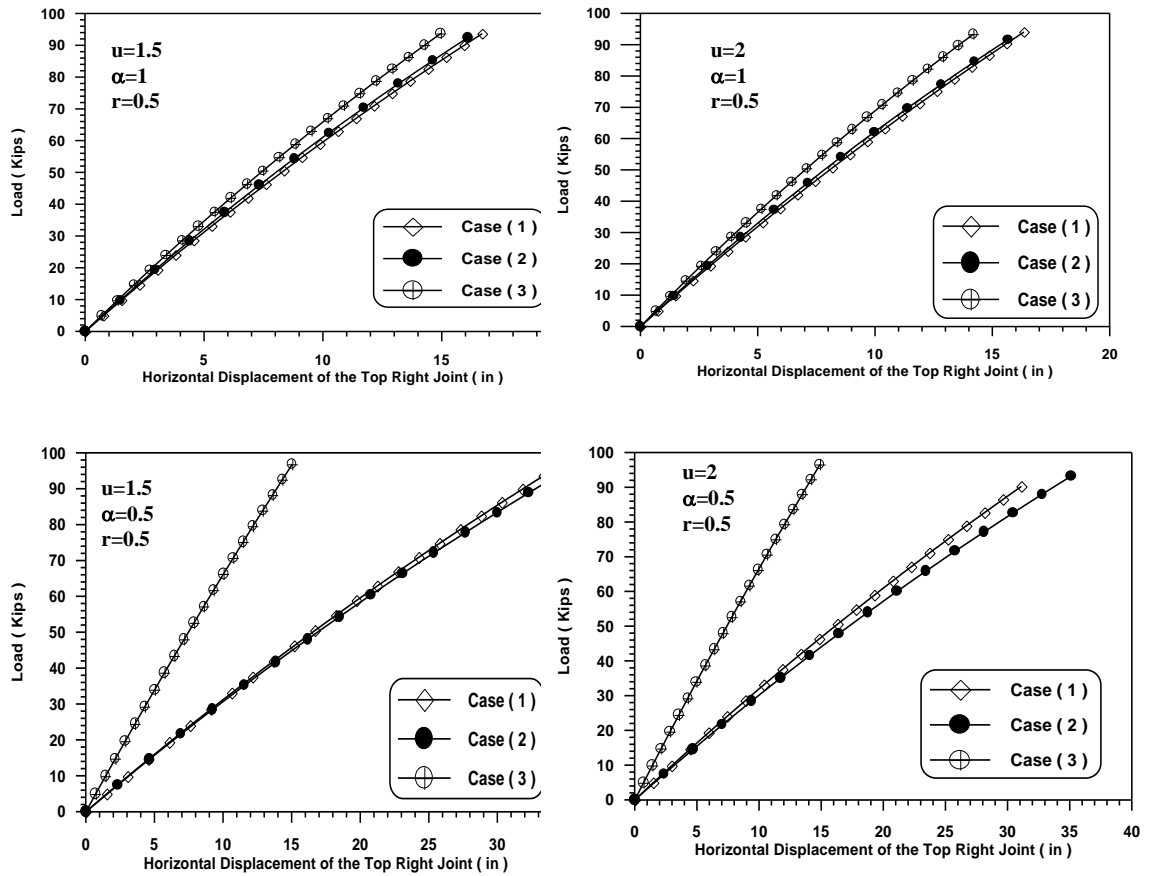 100
90
80
70
60
50
40
30
20
10
0
Load ( Kips )
u=1.5
α=1
r=0.5
Case ( 1 )
Case ( 2 )
Case ( 3 )
0 5 10 15
Horizontal Displacement of the Top Right Joint ( in )
100
90
80
70
60
50
40
30
20
10
0
Load ( Kips )
u=2
α=1
r=0.5
Case ( 1 )
Case ( 2 )
Case ( 3 )
0 5 10 15 20
Horizontal Displacement of the Top Right Joint ( in )
100
90
80
70
60
50
40
30
20
10
0
Load ( Kips )
u=1.5
α=0.5
r=0.5
Case ( 1 )
Case ( 2 )
Case ( 3 )
0 5 10 15 20 25 30
Horizontal Displacement of the Top Right Joint ( in )
100
90
80
70
60
50
40
30
20
10
0
Load ( Kips )
u=2
α=0.5
r=0.5
Case ( 1 )
Case ( 2 )
Case ( 3 )
0 5 10 15 20 25 30 35 40
Horizontal Displacement of the Top Right Joint ( in )